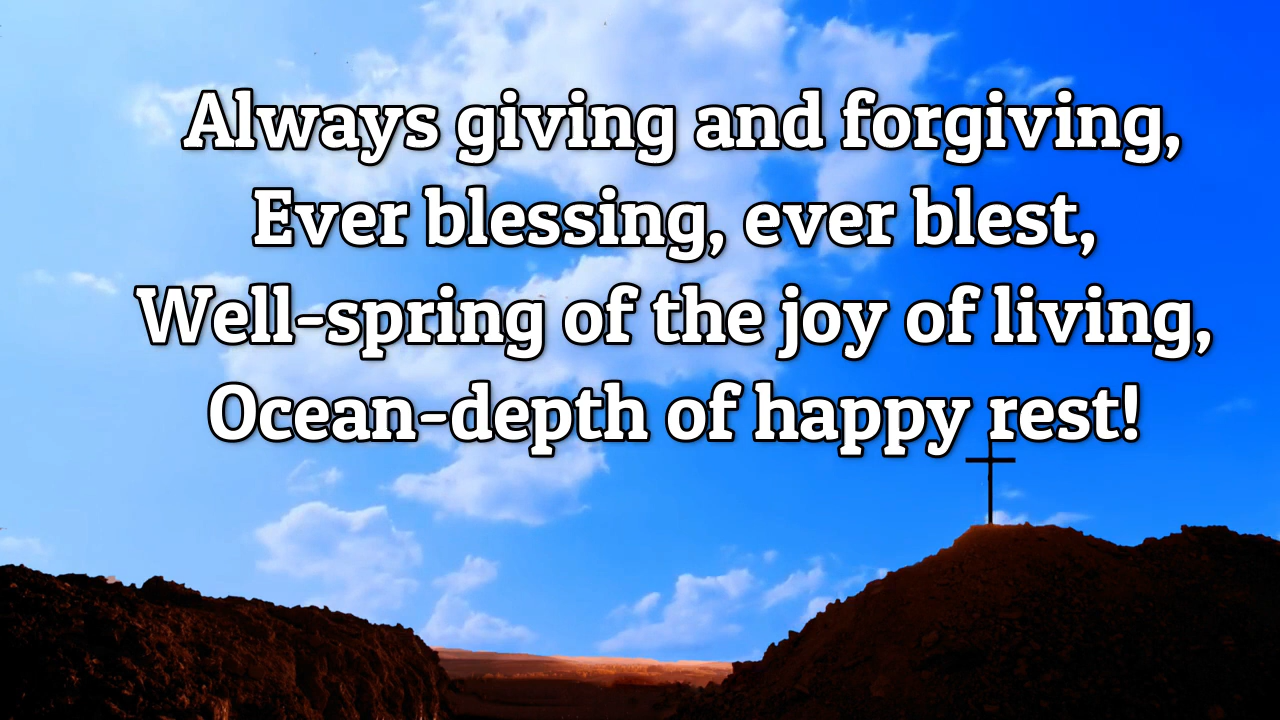 Always giving and forgiving,
Ever blessing, ever blest,
Well-spring of the joy of living,
Ocean-depth of happy rest!